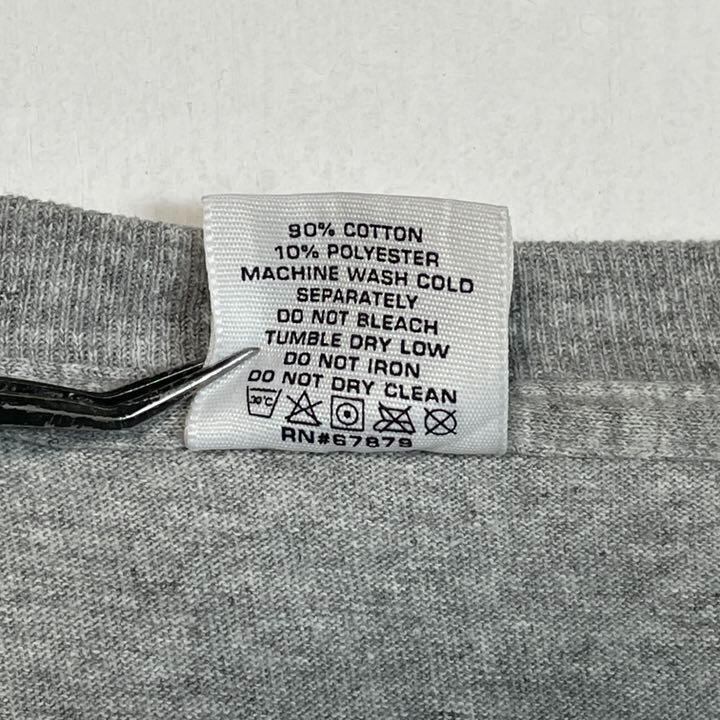 90% COTTON
10% POLYESTER
MACHINE WASH COLD
SEPARATELY
DO NOT BLEACH
TUMBLE DRY LOW
DO NOT IRON
DO NOT DRY CLEAN
30°C
RN#67879